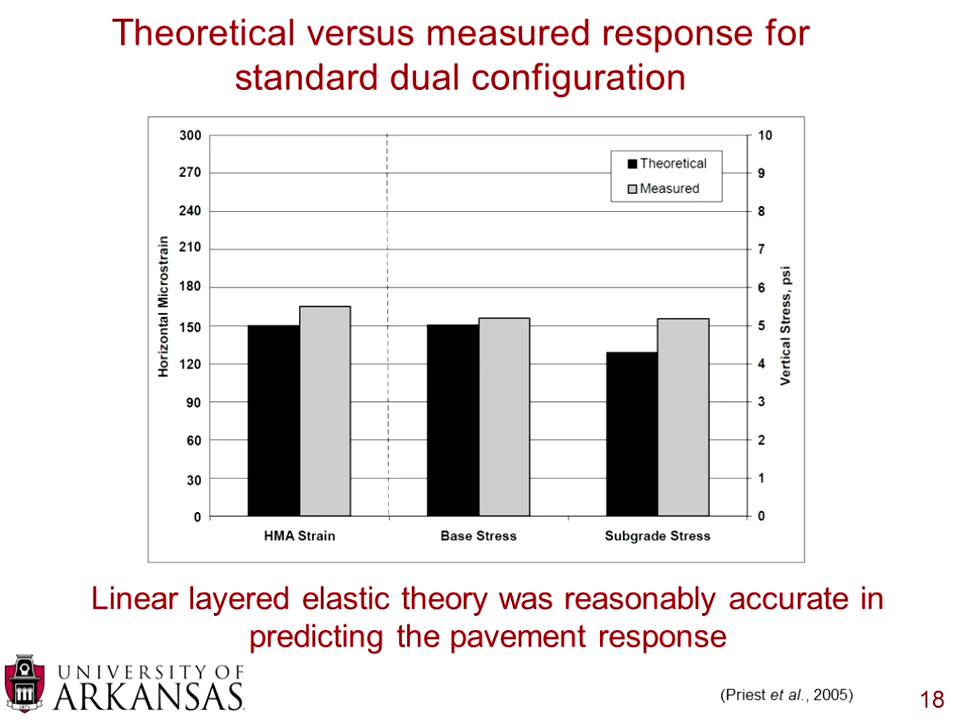 Theoretical versus measured response for
standard dual configuration
Horizontal Microstrain
300
270
240
210
180
150
120
90
60
30
0
10
9
8
7
6
5
4
3
2
1
0
Vertical Stress, psi
Theoretical
Measured
HMA Strain
Base Stress
Subgrade Stress
Linear layered elastic theory was reasonably accurate in
predicting the pavement response
UNIVERSITY OF
ARKANSAS
(Priest et al., 2005)
18